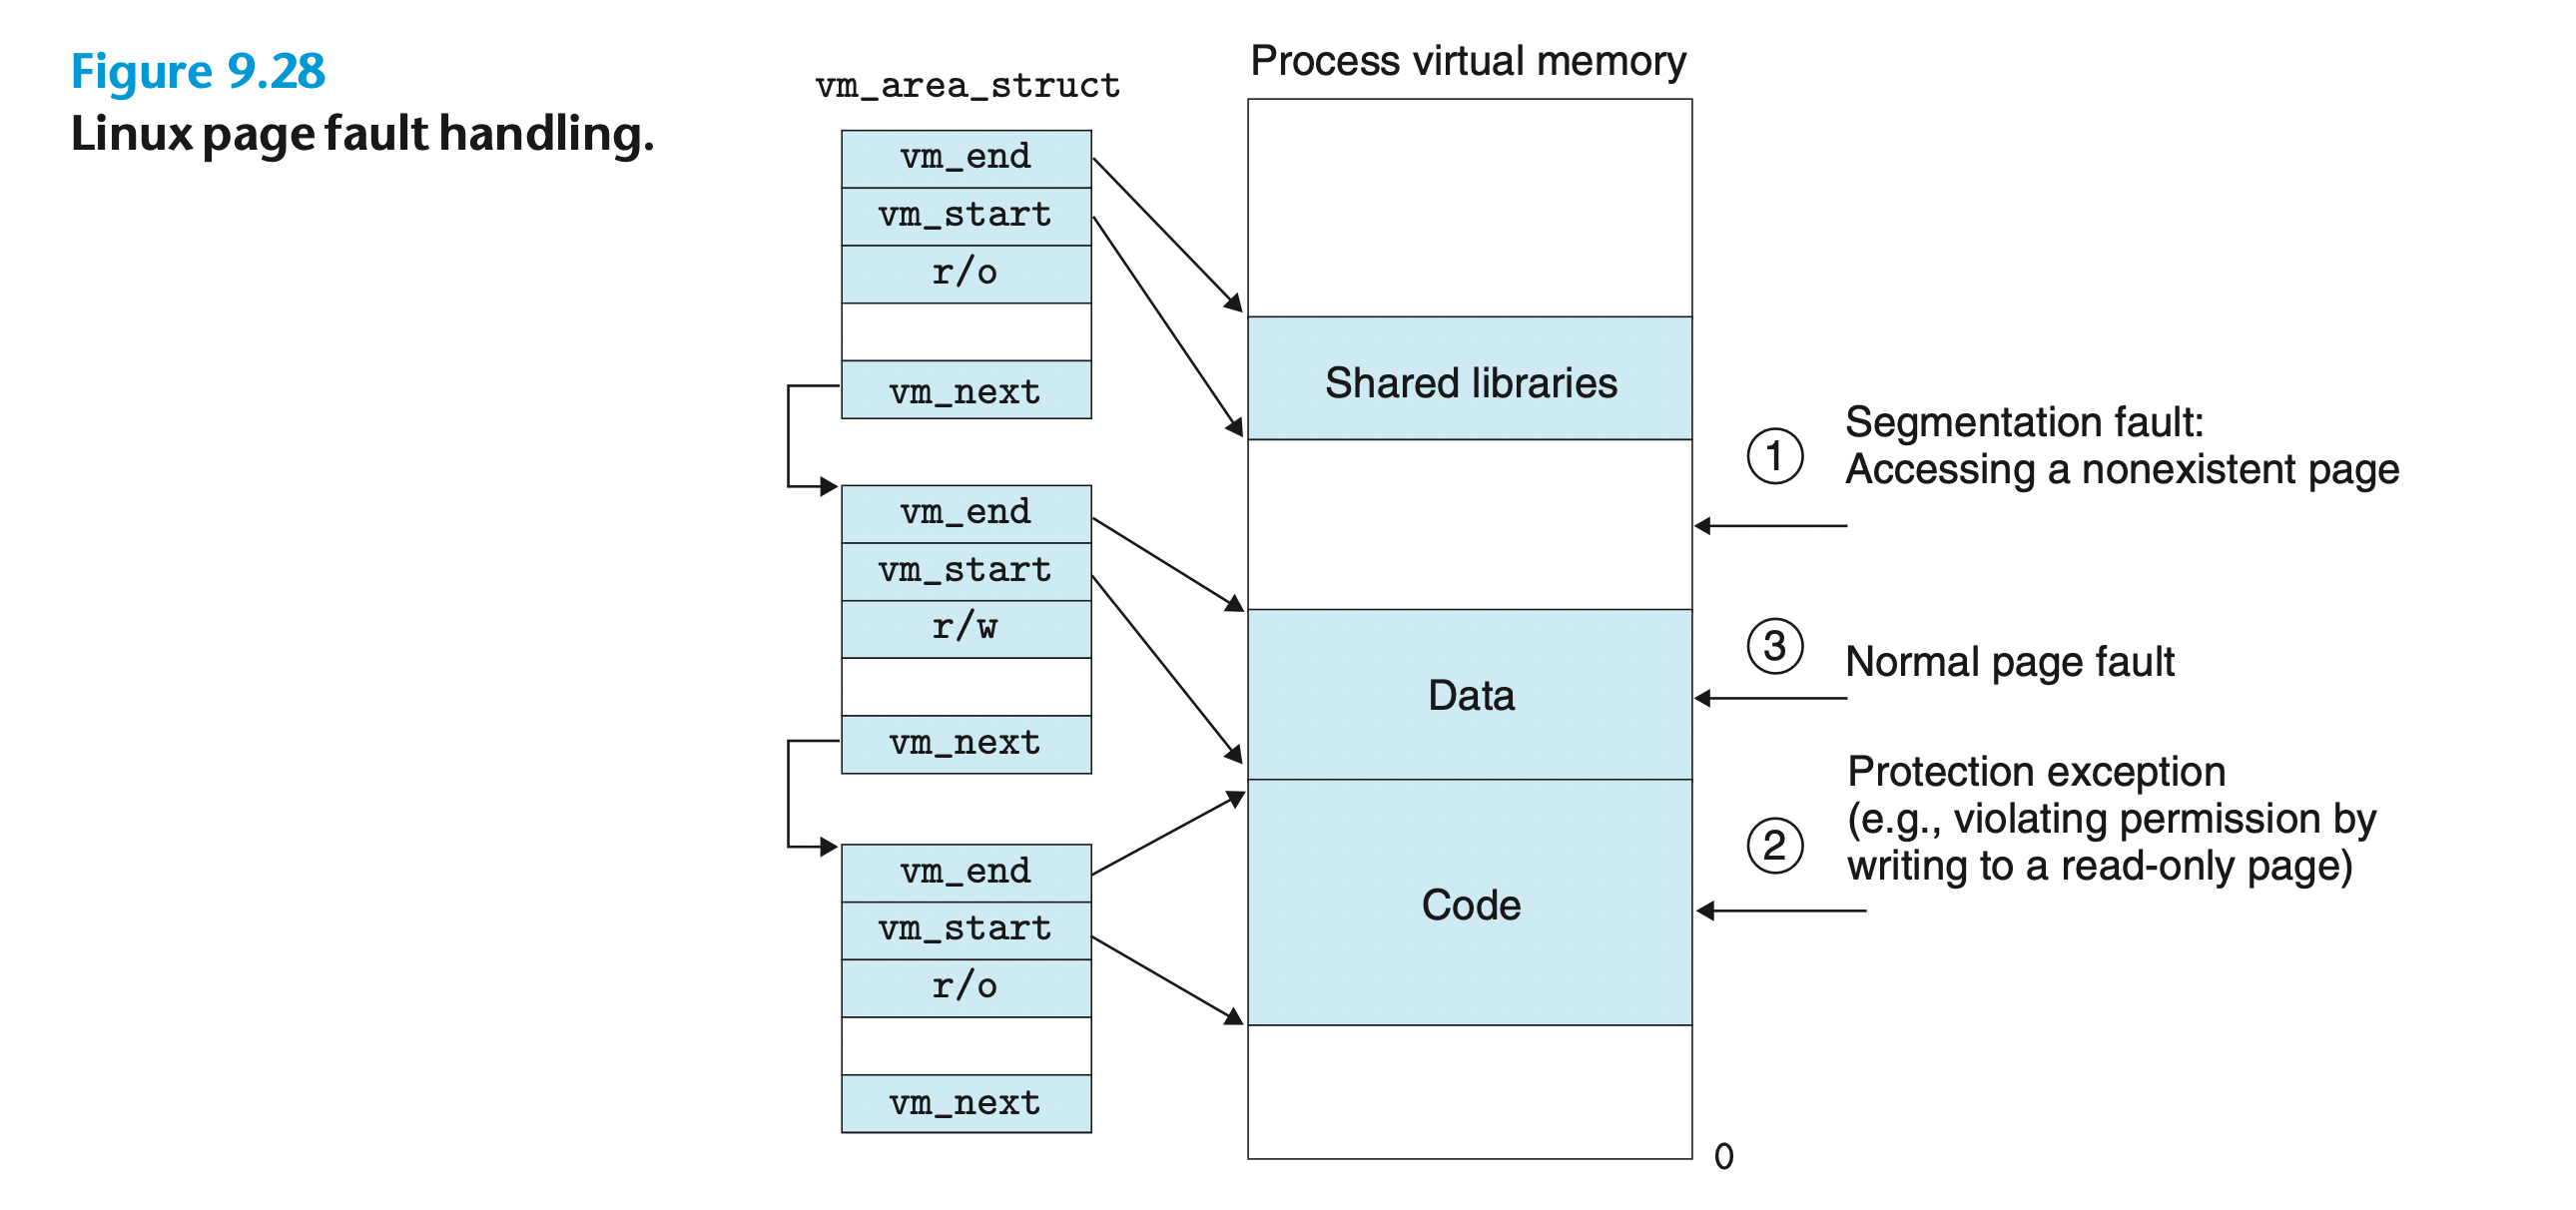 Figure 9.28
Linux page fault handling.
vm_area_struct
vm_end
vm_start
r/o
vm_next
vm_end
vm_start
r/w
vm_next
vm_end
vm_start
r/o
vm_next
Process virtual memory
Shared libraries
Data
Code
0
1
Segmentation fault:
Accessing a nonexistent page
3
Normal page fault
2
Protection exception
(e.g., violating permission by
writing to a read-only page)